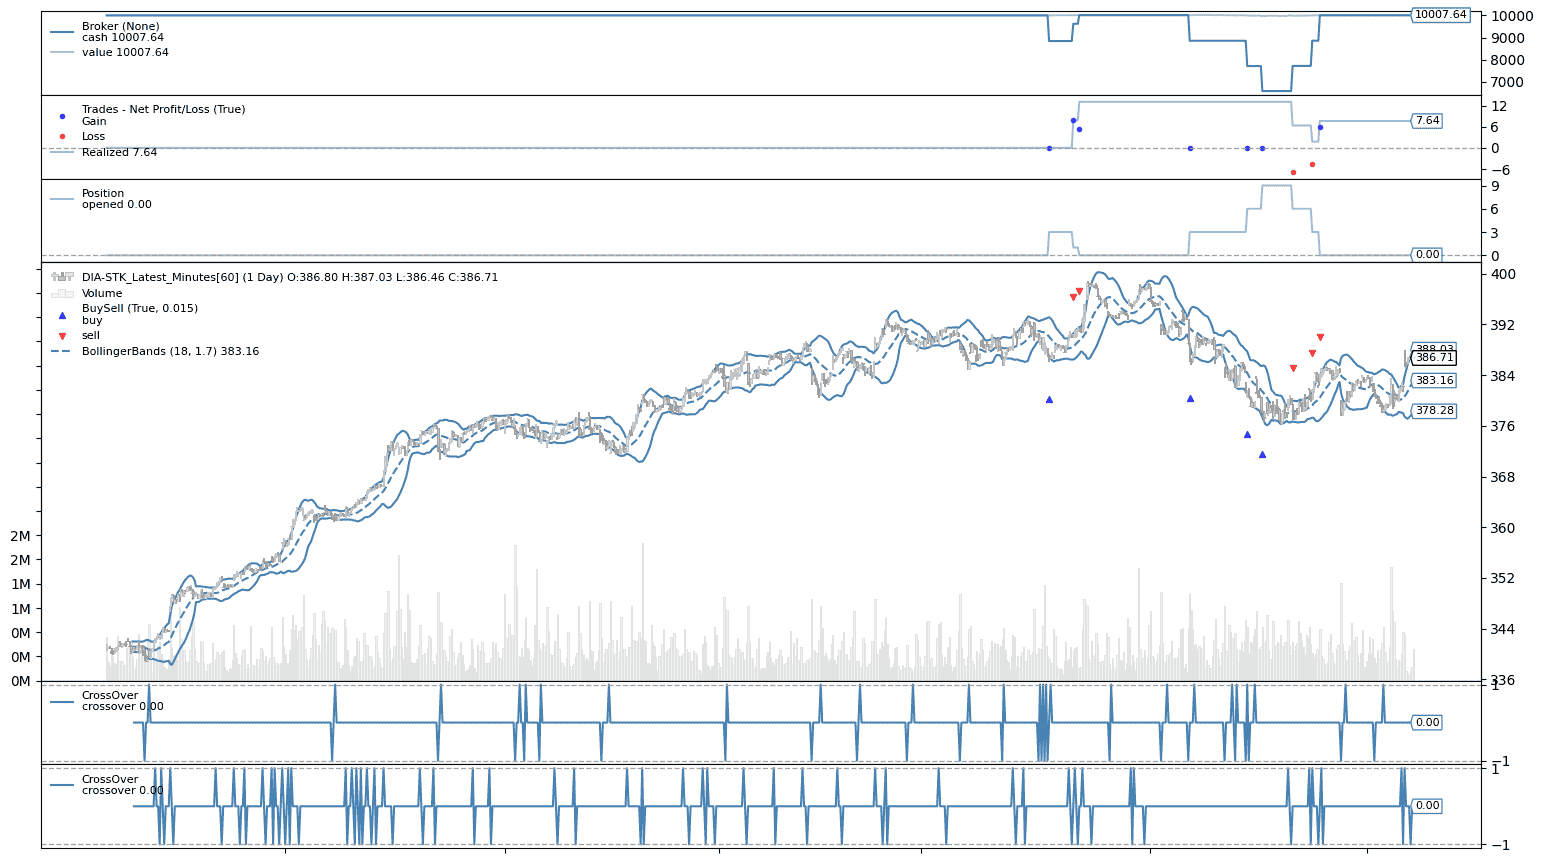 Broker (None)
cash 10007.64
value 10007.64
10007.64
10000
9000
8000
7000
Trades - Net Profit/Loss (True)
Gain
Loss
Realized 7.64
7.64
12
6
0
−6
Position
opened 0.00
0.00
9
6
3
0
DIA-STK_Latest_Minutes[60] (1 Day) O:386.80 H:387.03 L:386.46 C:386.71
Volume
BuySell (True, 0.015)
buy
sell
BollingerBands (18, 1.7) 383.16
388.03
386.71
383.16
378.28
400
392
384
376
368
360
352
344
336
2M
2M
1M
1M
0M
0M
0M
CrossOver
crossover 0.00
0.00
1
−1
CrossOver
crossover 0.00
0.00
1
−1